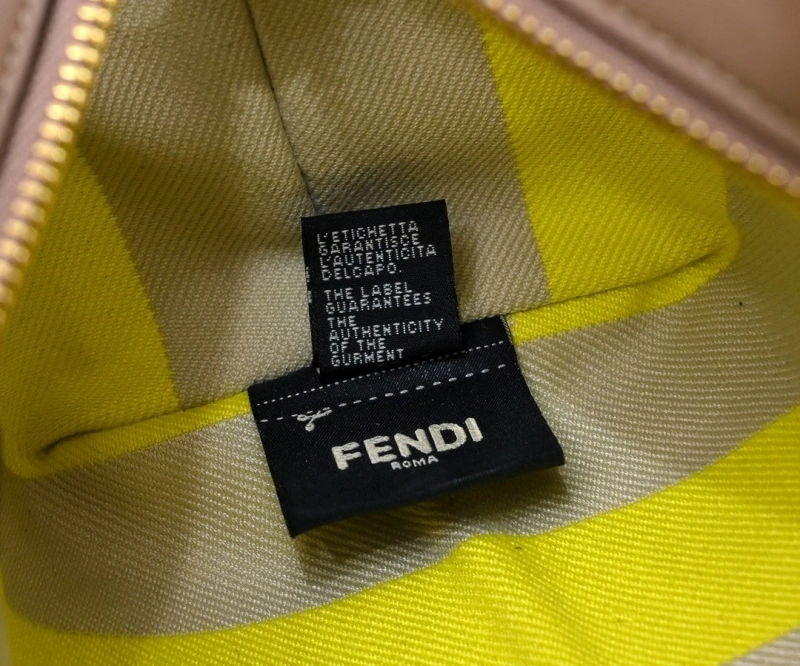 L'ETICHETTA
GARANTISCE
L'AUTENTICITA
DELCAPO.
THE LABEL
GUARANTEES
THE
AUTHENTICITY
OF THE
GURMENT
FENDI
ROMA